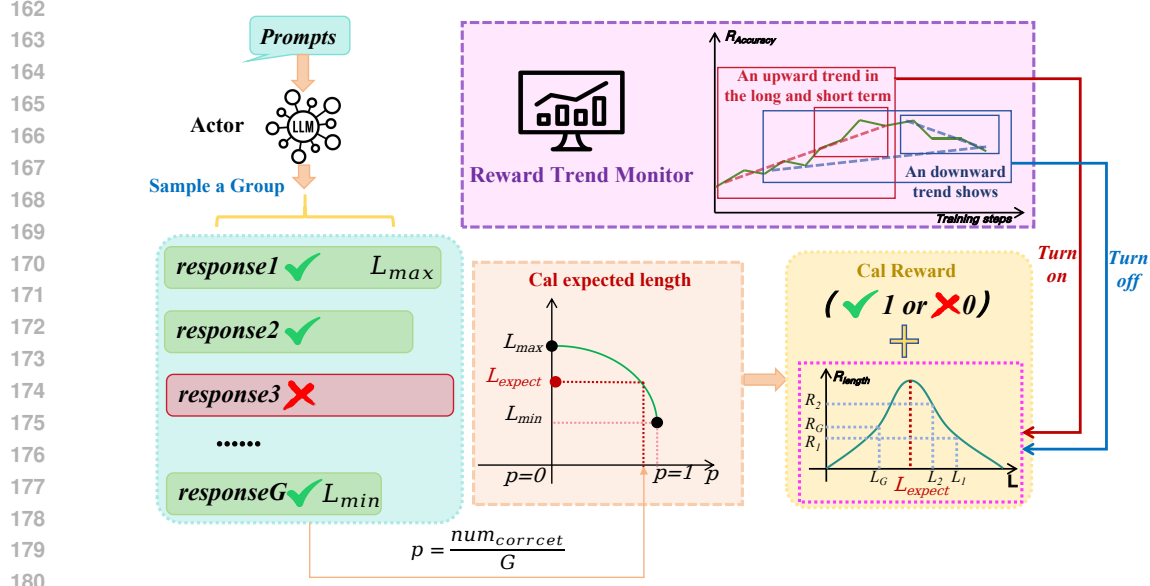 162
163
164
165
166
167
168
169
170
171
172
173
174
175
176
177
178
179
180
Prompts
Actor
LLM
Sample a Group
response1 L_max
response2
response3
......
responseG L_min
p = num_corrcet / G
Reward Trend Monitor
R_Accuracy
An upward trend in
the long and short term
An downward
trend shows
Training steps
Turn
on
Turn
off
Cal expected length
L_max
L_expect
L_min
p=0
p=1
p
Cal Reward
( 1 or 0)
R_length
R_2
R_G
R_1
L_G
L_expect
L_2
L_1
L